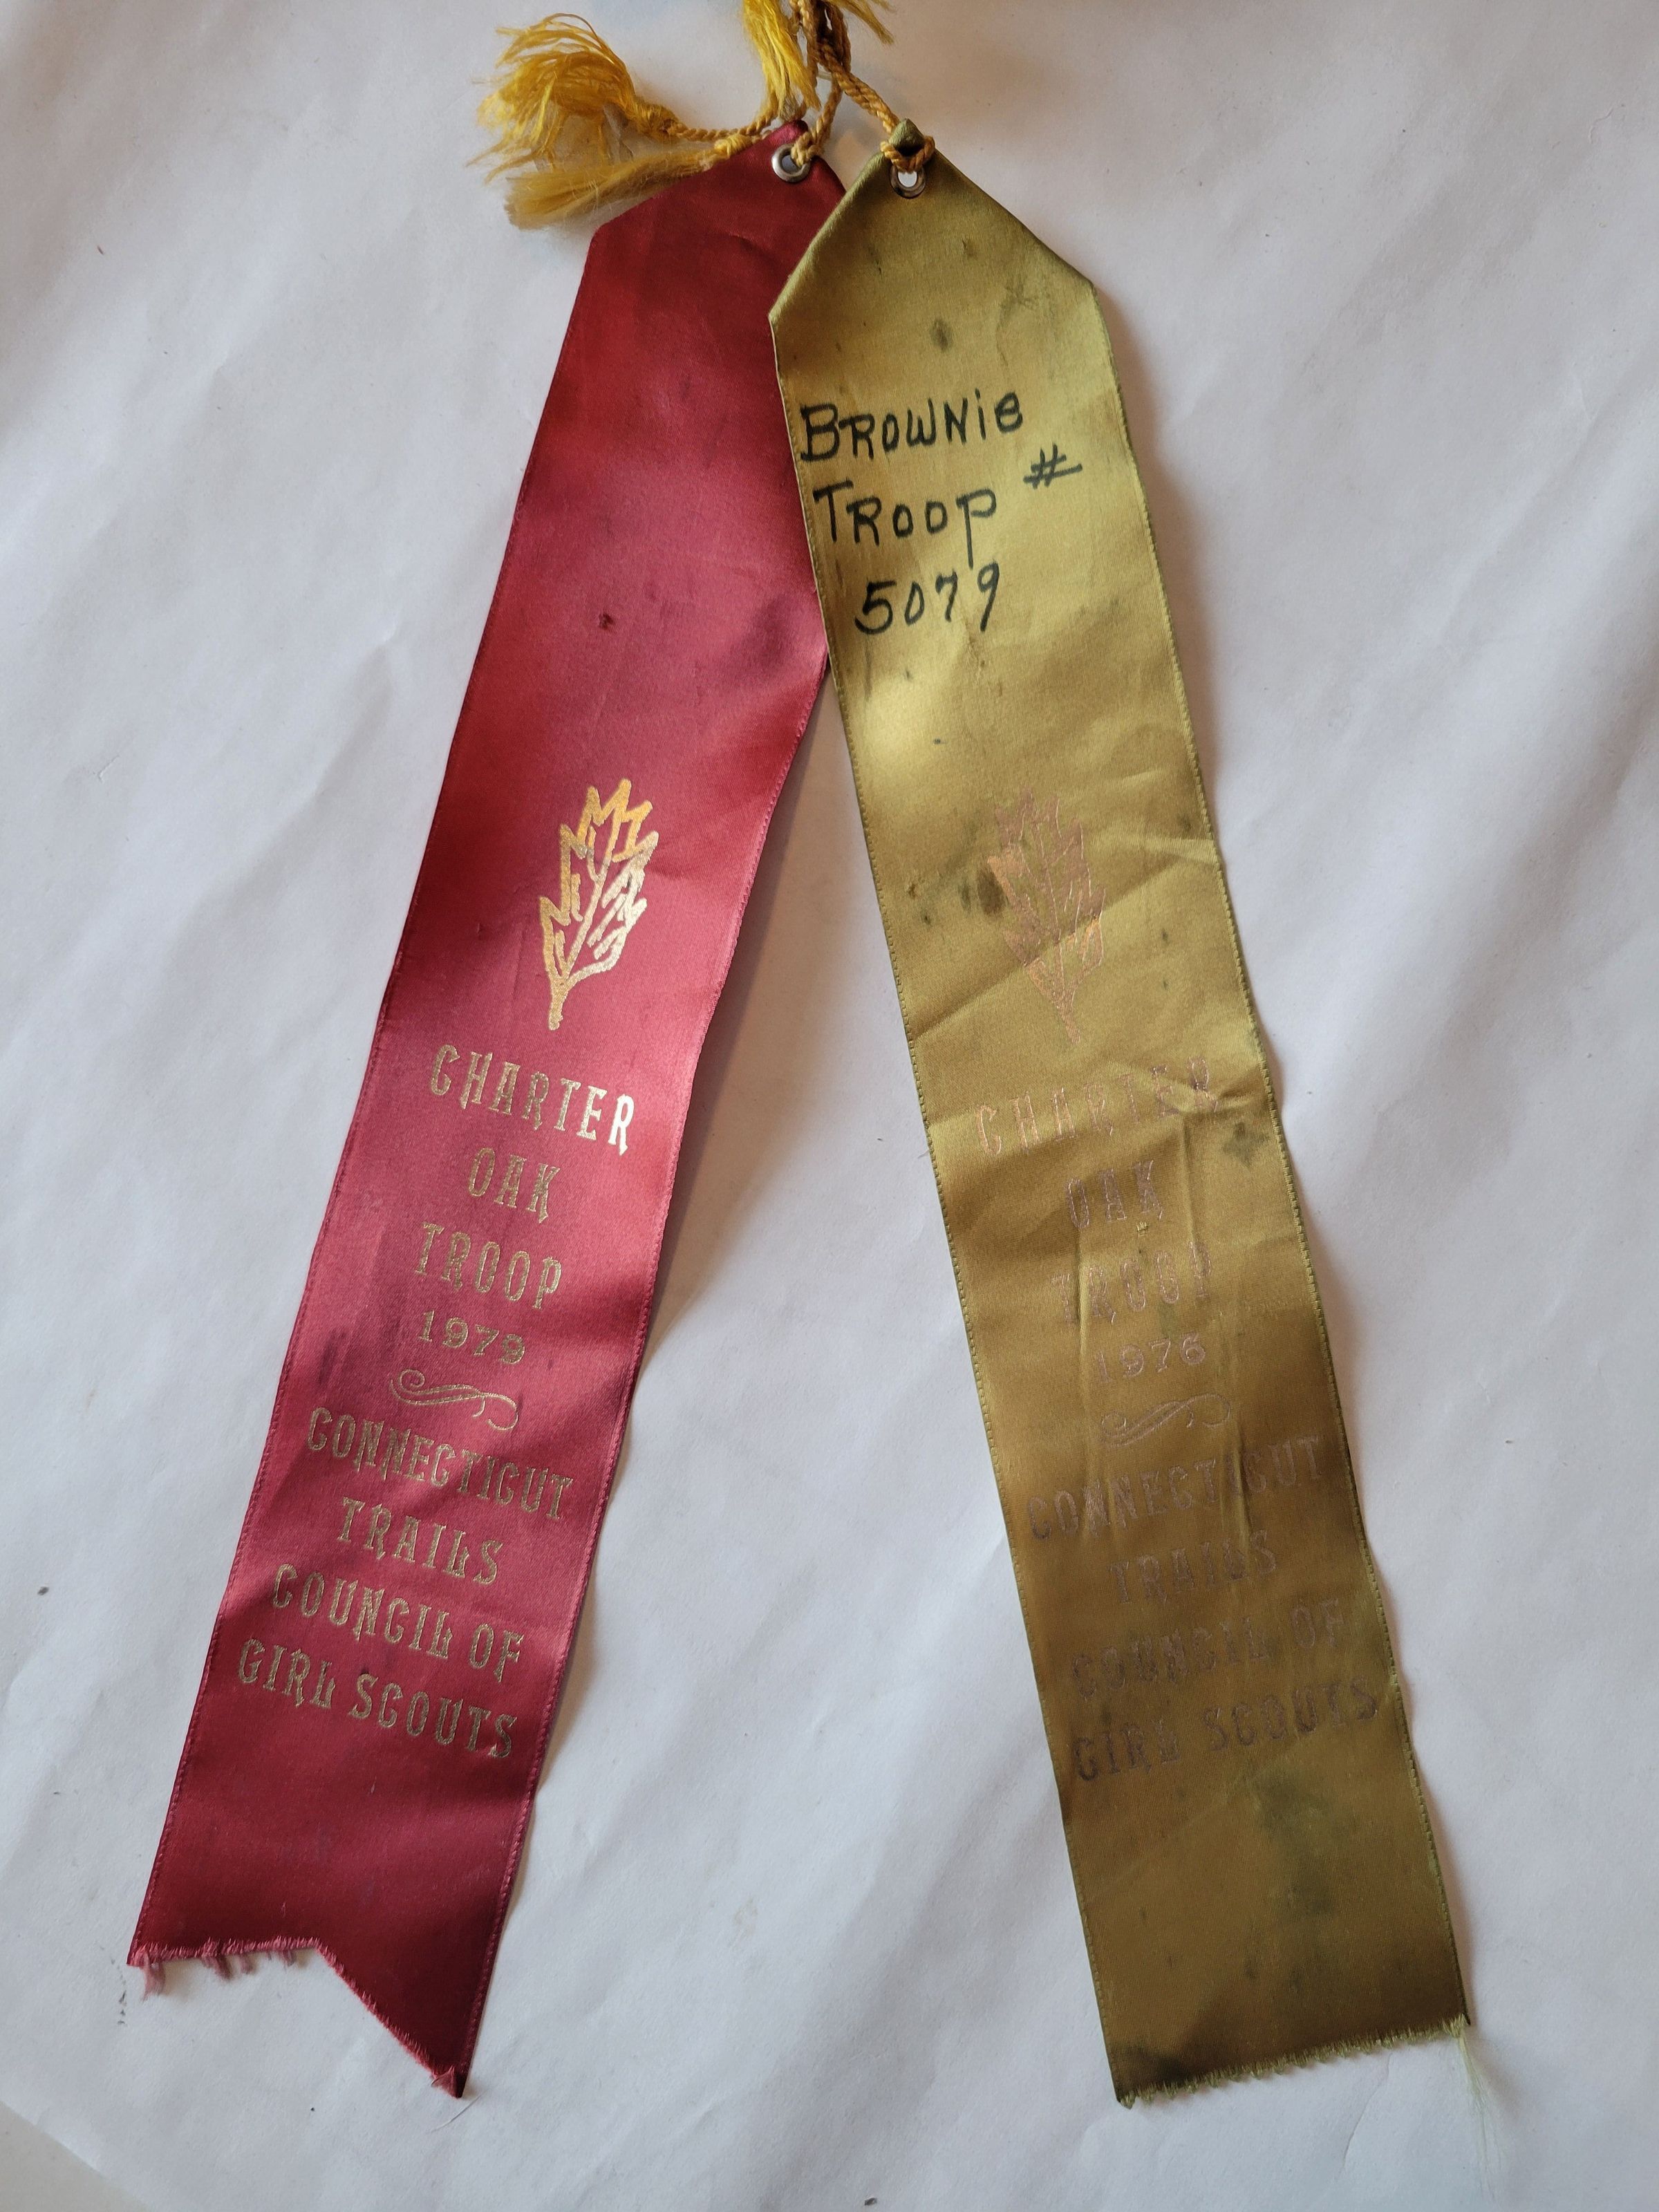 CHARTER
OAK
TROOP
1979
CONNECTICUT
TRAILS
COUNCIL OF
GIRL SCOUTS
BROWNIE
TROOP #
5079
CHARTER
OAK
TROOP
1976
CONNECTICUT
TRAILS
COUNCIL OF
GIRL SCOUTS